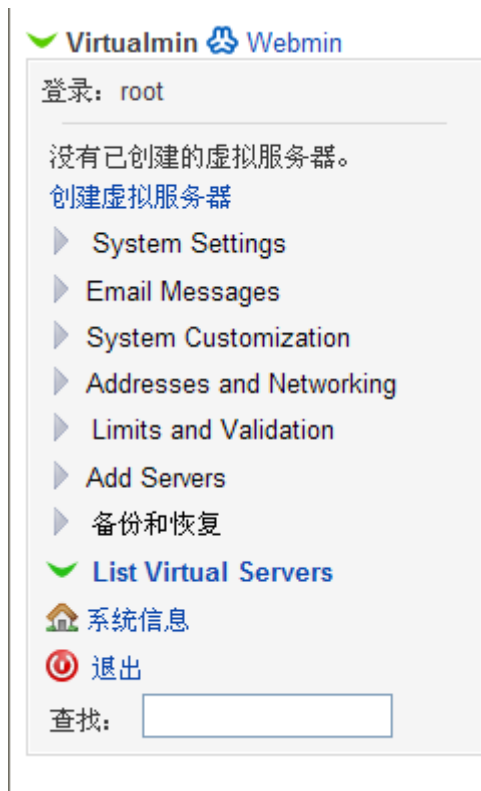 Virtualmin Webmin
登录：root
没有已创建的虚拟服务器。
创建虚拟服务器
System Settings
Email Messages
System Customization
Addresses and Networking
Limits and Validation
Add Servers
备份和恢复
List Virtual Servers
系统信息
退出
查找：